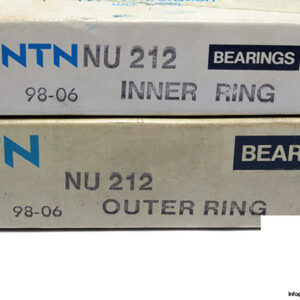 NTN NU 212 BEARINGS
98-06 INNER RING
NU 212 BEAR
98-06 OUTER RING